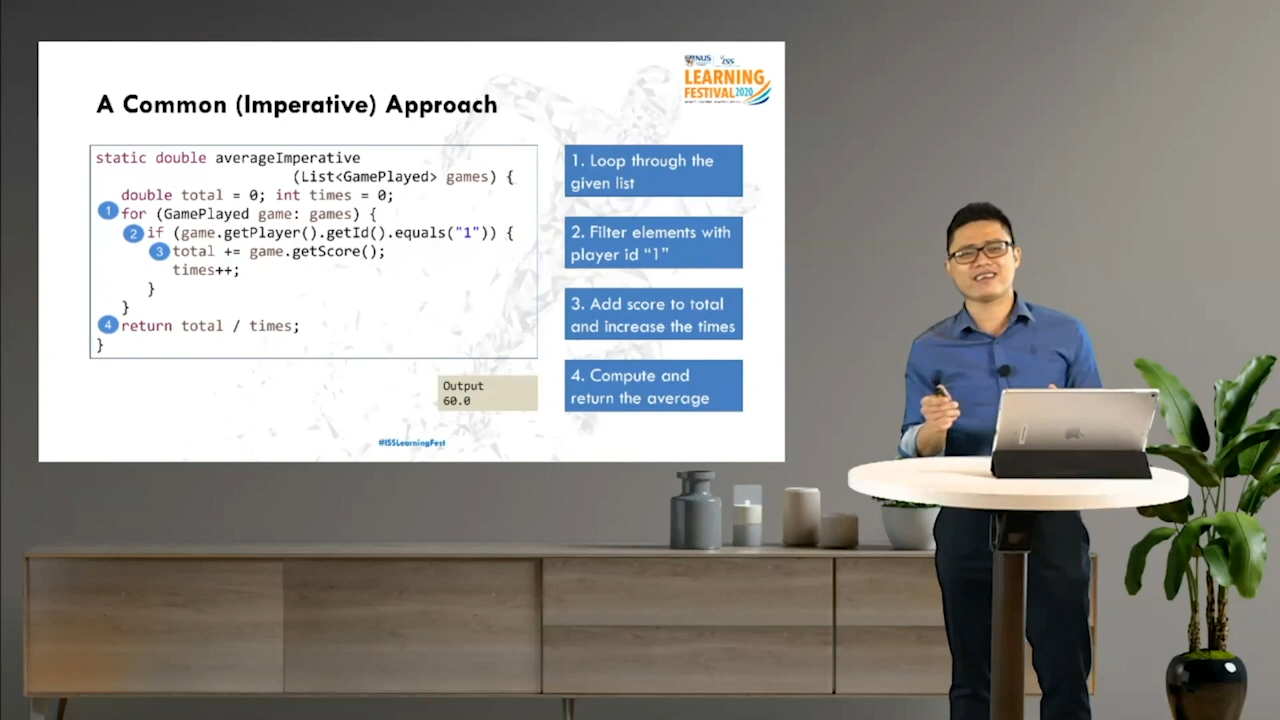 NUS
ISS
LEARNING
FESTIVAL 2020
A Common (Imperative) Approach
static double averageImperative
(List<GamePlayed> games) {
double total = 0; int times = 0;
1 for (GamePlayed game: games) {
2 if (game.getPlayer().getId().equals("1")) {
3 total += game.getScore();
times++;
}
}
4 return total / times;
}
Output
60.0
1. Loop through the
given list
2. Filter elements with
player id “1”
3. Add score to total
and increase the times
4. Compute and
return the average
#ISSLearningFest